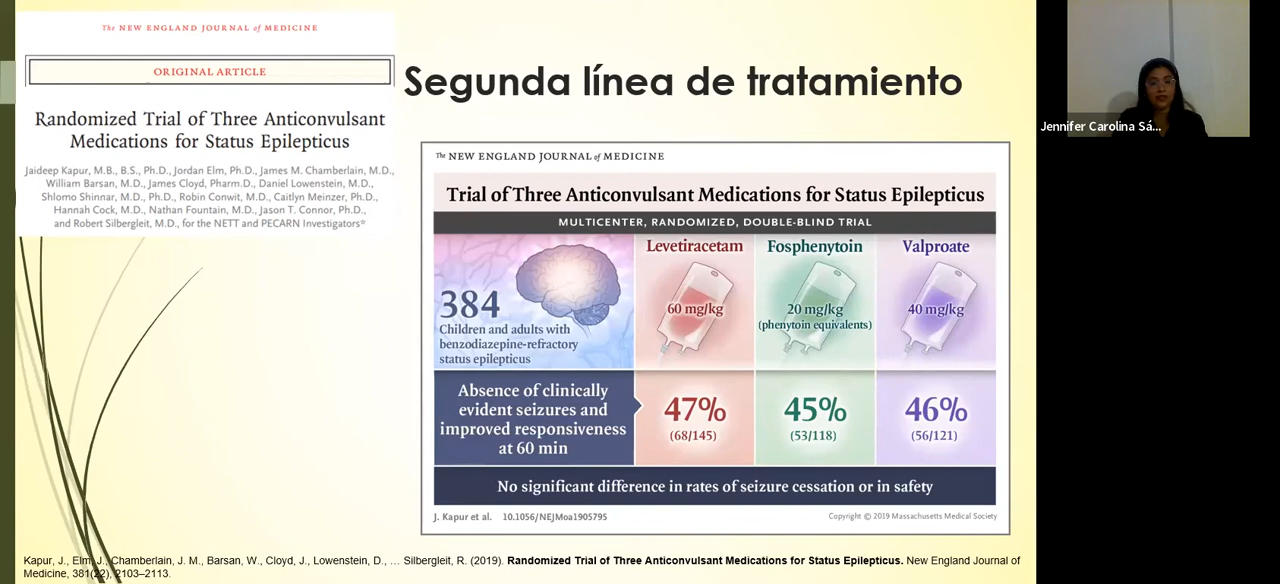 The NEW ENGLAND JOURNAL of MEDICINE
ORIGINAL ARTICLE
Randomized Trial of Three Anticonvulsant
Medications for Status Epilepticus
Jaideep Kapur, M.B., B.S., Ph.D., Jordan Elm, Ph.D., James M. Chamberlain, M.D.,
William Barsan, M.D., James Cloyd, Pharm.D., Daniel Lowenstein, M.D.,
Shlomo Shinnar, M.D., Ph.D., Robin Conwit, M.D., Caitlyn Meinzer, Ph.D.,
Hannah Cock, M.D., Nathan Fountain, M.D., Jason T. Connor, Ph.D.,
and Robert Silbergleit, M.D., for the NETT and PECARN Investigators*
Segunda línea de tratamiento
The NEW ENGLAND JOURNAL of MEDICINE
Trial of Three Anticonvulsant Medications for Status Epilepticus
MULTICENTER, RANDOMIZED, DOUBLE-BLIND TRIAL
384
Children and adults with
benzodiazepine-refractory
status epilepticus
Levetiracetam
60 mg/kg
Fosphenytoin
20 mg/kg
(phenytoin equivalents)
Valproate
40 mg/kg
Absence of clinically
evident seizures and
improved responsiveness
at 60 min
47%
(68/145)
45%
(53/118)
46%
(56/121)
No significant difference in rates of seizure cessation or in safety
J. Kapur et al. 10.1056/NEJMoa1905795
Copyright © 2019 Massachusetts Medical Society
Kapur, J., Elm, J., Chamberlain, J. M., Barsan, W., Cloyd, J., Lowenstein, D., … Silbergleit, R. (2019). Randomized Trial of Three Anticonvulsant Medications for Status Epilepticus. New England Journal of
Medicine, 381(22), 2103–2113.
Jennifer Carolina Sá...